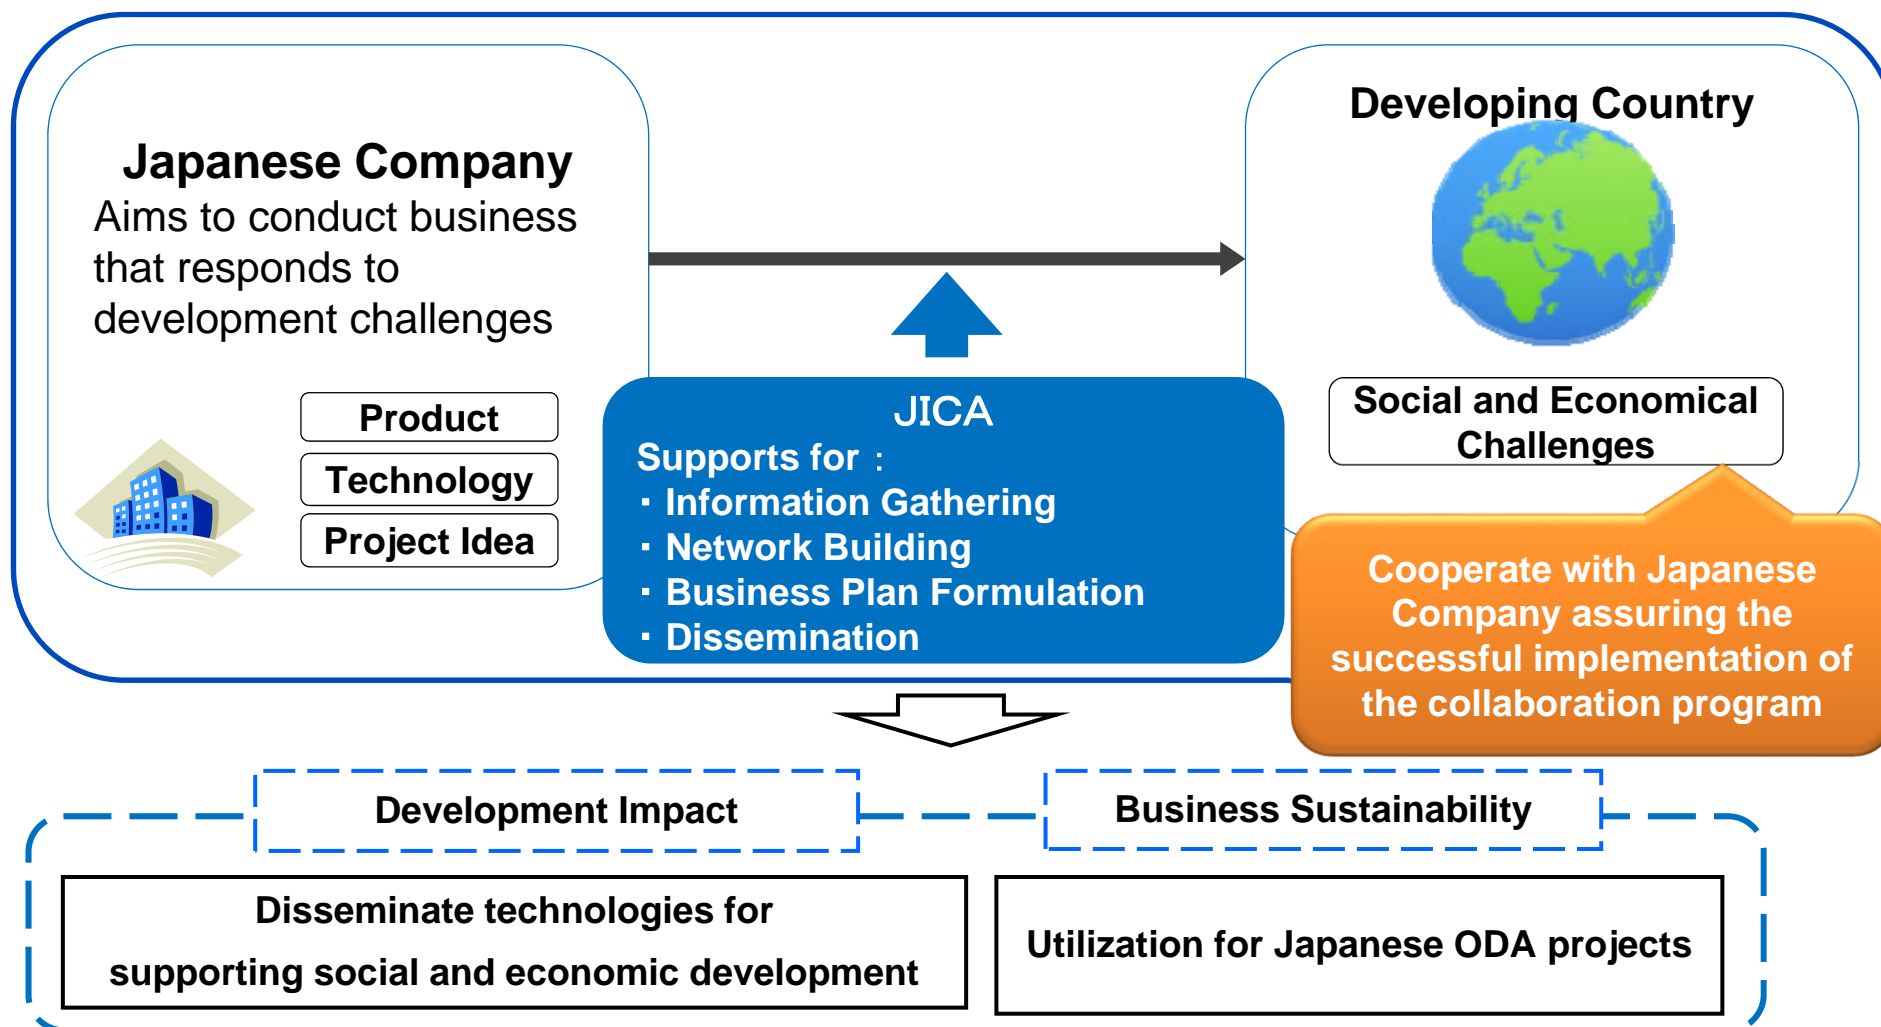 Japanese Company
Aims to conduct business
that responds to
development challenges
Product
Technology
Project Idea
JICA
Supports for：
・Information Gathering
・Network Building
・Business Plan Formulation
・Dissemination
Developing Country
Social and Economical
Challenges
Cooperate with Japanese
Company assuring the
successful implementation of
the collaboration program
Development Impact
Business Sustainability
Disseminate technologies for
supporting social and economic development
Utilization for Japanese ODA projects